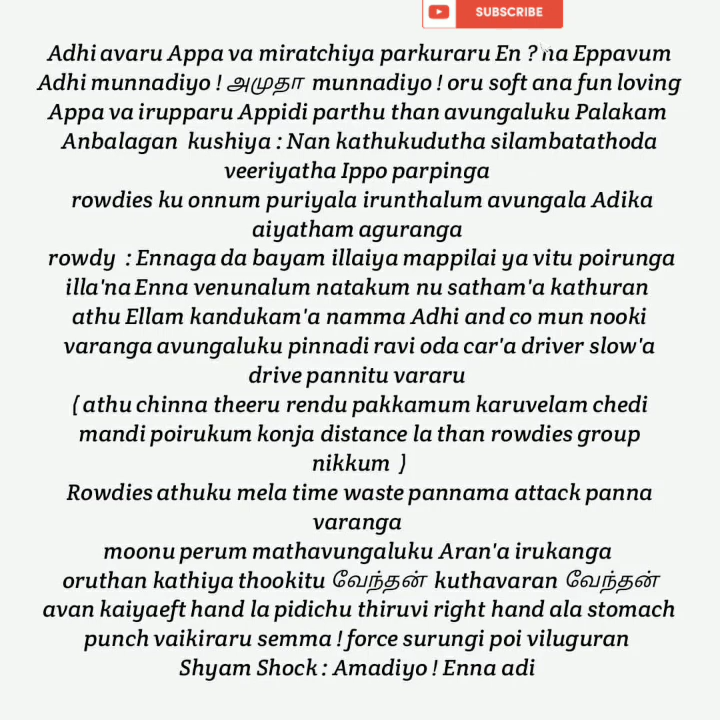 SUBSCRIBE
Adhi avaru Appa va miratchiya parkuraru En ? na Eppavum
Adhi munnadiyo ! அமுதா munnadiyo ! oru soft ana fun loving
Appa va irupparu Appidi parthu than avungaluku Palakam
Anbalagan kushiya : Nan kathukudutha silambatathoda
veeriyatha Ippo parpinga
rowdies ku onnum puriyala irunthalum avungala Adika
aiyatham aguranga
rowdy : Ennaga da bayam illaiya mappilai ya vitu poirunga
illa'na Enna venunalum natakum nu satham'a kathuran
athu Ellam kandukam'a namma Adhi and co mun nooki
varanga avungaluku pinnadi ravi oda car'a driver slow'a
drive pannitu vararu
( athu chinna theeru rendu pakkamum karuvelam chedi
mandi poirukum konja distance la than rowdies group
nikkum )
Rowdies athuku mela time waste pannama attack panna
varanga
moonu perum mathavungaluku Aran'a irukanga
oruthan kathiya thookitu வேந்தன் kuthavaran வேந்தன்
avan kaiyaeft hand la pidichu thiruvi right hand ala stomach
punch vaikiraru semma ! force surungi poi viluguran
Shyam Shock : Amadiyo ! Enna adi